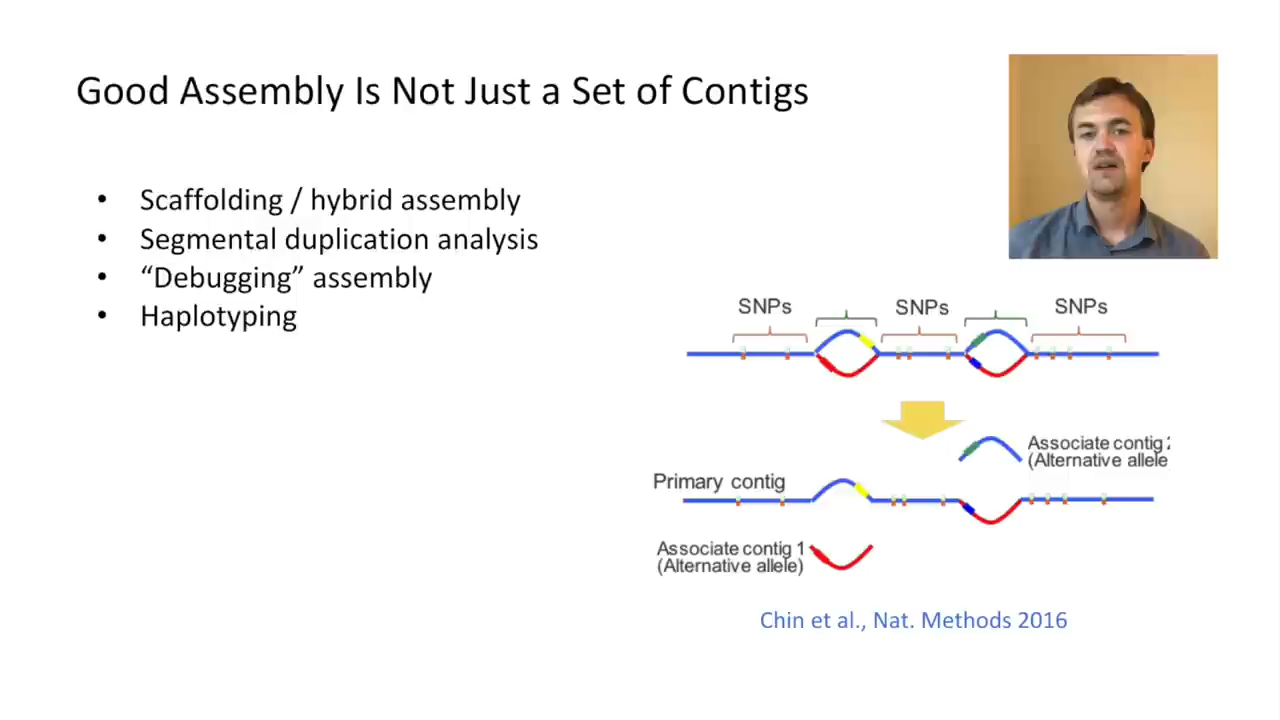 Good Assembly Is Not Just a Set of Contigs
• Scaffolding / hybrid assembly
• Segmental duplication analysis
• “Debugging” assembly
• Haplotyping
SNPs SNPs SNPs
Associate contig 2
(Alternative allele
Primary contig
Associate contig 1
(Alternative allele)
Chin et al., Nat. Methods 2016